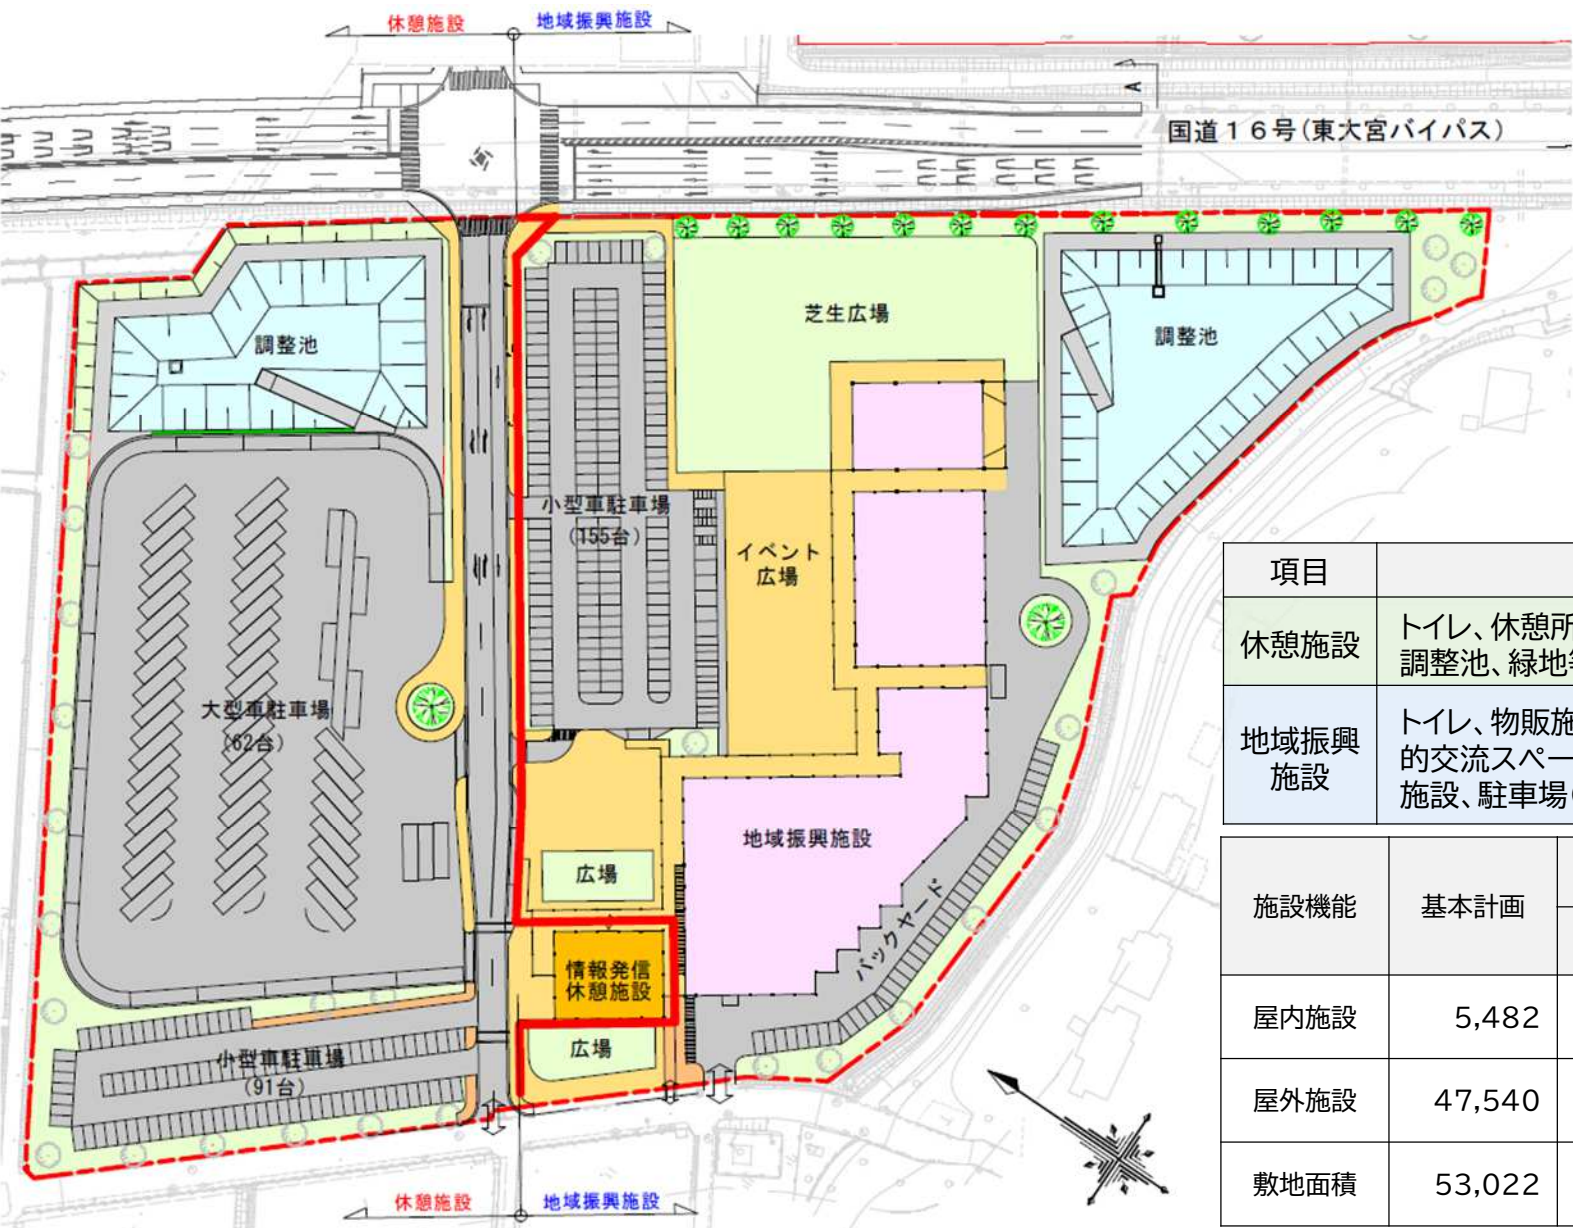 休憩施設
地域振興施設
A
国道16号(東大宮バイパス)
芝生広場
調整池
調整池
小型車駐車場
(155台)
イベント
広場
大型車駐車場
(62台)
地域振興施設
広場
バックヤード
情報発信
休憩施設
広場
小型車駐車場
(91台)
休憩施設
地域振興施設
項目
休憩施設
トイレ、休憩所
調整池、緑地
地域振興
施設
トイレ、物販施
的交流スペー
施設、駐車場
施設機能
基本計画
屋内施設
5,482
屋外施設
47,540
敷地面積
53,022